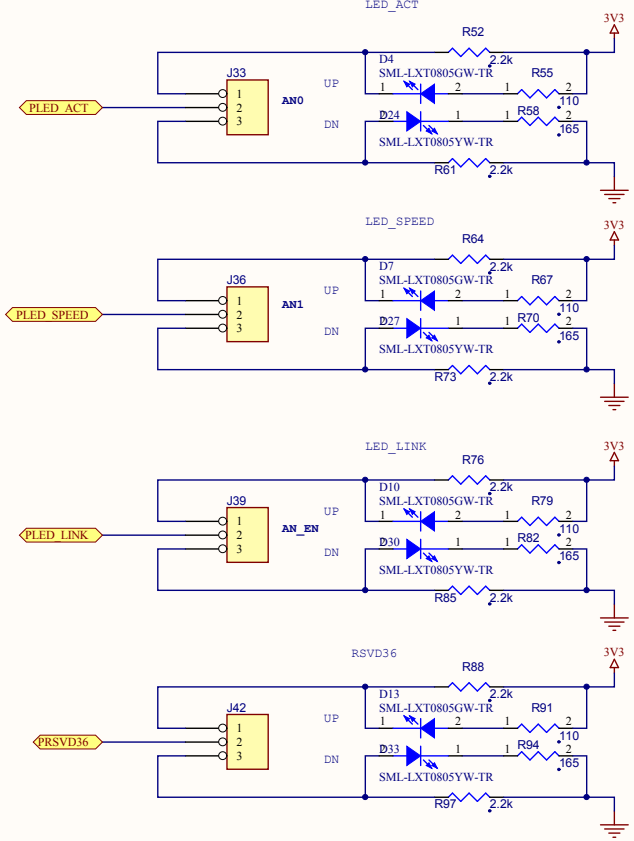 LED_ACT
3V3
R52
2.2k
D4
SML-LXT0805GW-TR
J33
UP
1 2 1 R55 2
110
1
2
3
AN0
PLED_ACT
DN
D24 1 1 R58 2
165
SML-LXT0805YW-TR
R61 2.2k
LED_SPEED
3V3
R64
2.2k
D7
SML-LXT0805GW-TR
J36
UP
1 2 1 R67 2
110
1
2
3
AN1
PLED_SPEED
DN
D27 1 1 R70 2
165
SML-LXT0805YW-TR
R73 2.2k
LED_LINK
3V3
R76
2.2k
D10
SML-LXT0805GW-TR
J39
UP
1 2 1 R79 2
110
1
2
3
AN_EN
PLED_LINK
DN
D30 1 1 R82 2
165
SML-LXT0805YW-TR
R85 2.2k
RSVD36
3V3
R88
2.2k
D13
SML-LXT0805GW-TR
J42
UP
1 2 1 R91 2
110
1
2
3
PRSVD36
DN
D33 1 1 R94 2
165
SML-LXT0805YW-TR
R97 2.2k